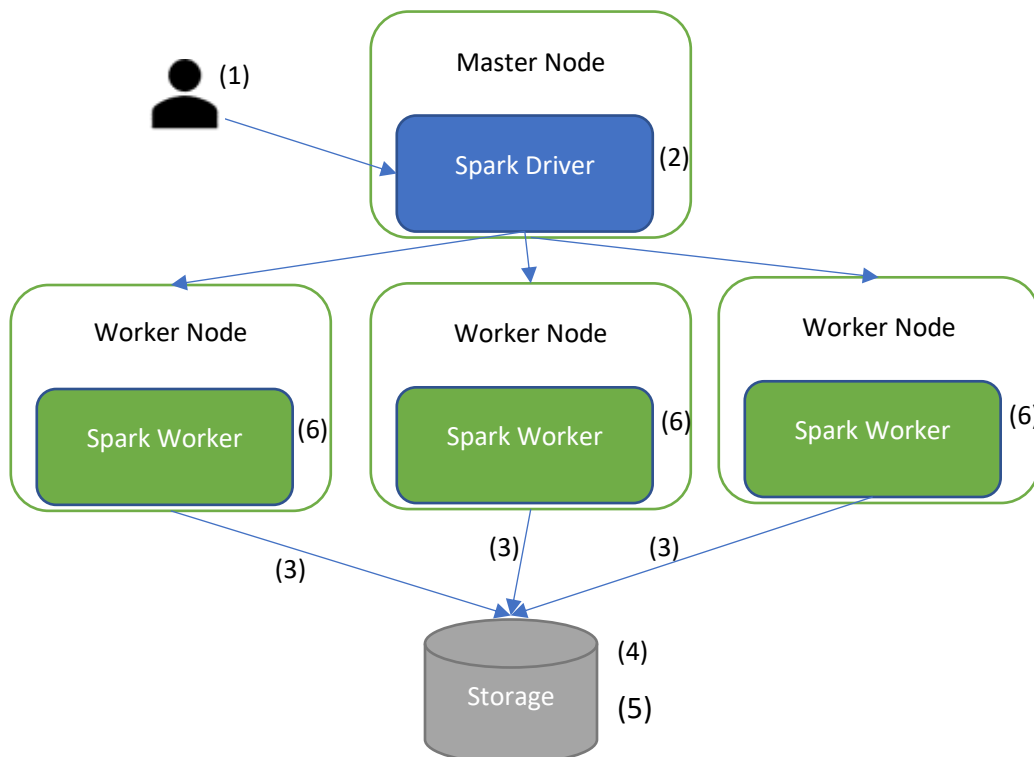 (1)
Master Node
Spark Driver
(2)
Worker Node
Worker Node
Worker Node
Spark Worker
(6)
Spark Worker
(6)
Spark Worker
(6)
(3)
(3)
(3)
Storage
(4)
(5)